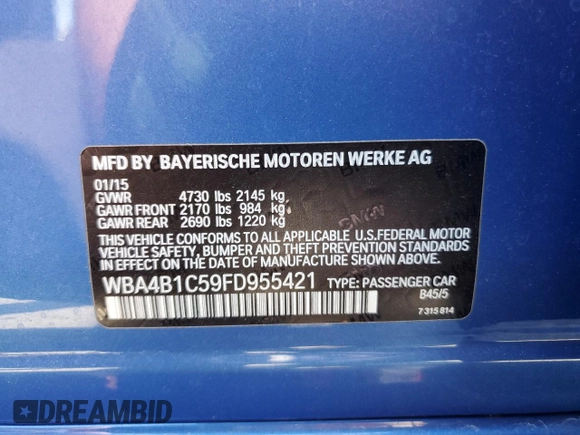 MFD BY BAYERISCHE MOTOREN WERKE AG
01/15
GVWR 4730 lbs 2145 kg
GAWR FRONT 2170 lbs 984 kg
GAWR REAR 2690 lbs 1220 kg
THIS VEHICLE CONFORMS TO ALL APPLICABLE U.S.FEDERAL MOTOR
VEHICLE SAFETY, BUMPER AND THEFT PREVENTION STANDARDS
IN EFFECT ON THE DATE OF MANUFACTURE SHOWN ABOVE.
WBA4B1C59FD955421 TYPE: PASSENGER CAR
B45/5
7 315 814
DREAMBID